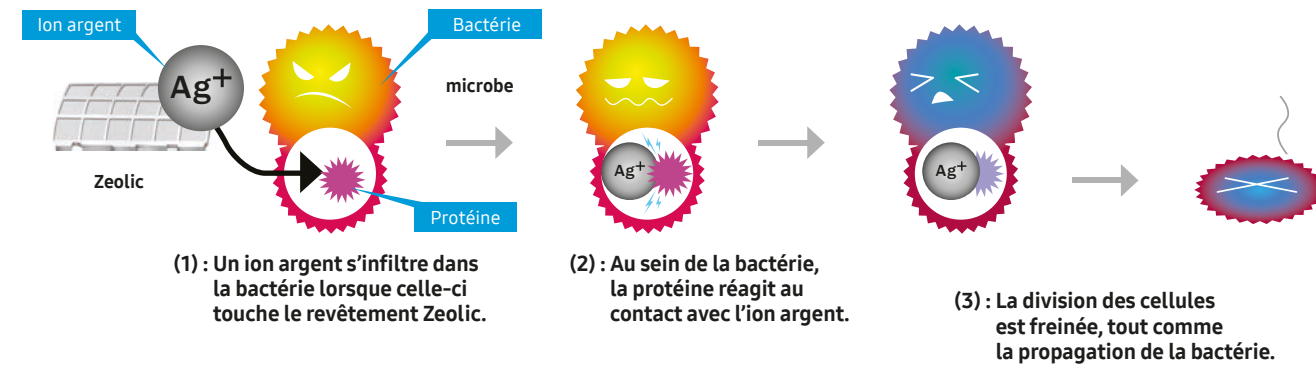 Ion argent
Bactérie
Ag+
microbe
Zeolic
Protéine
Ag+
Ag+
(1) : Un ion argent s’infiltre dans
la bactérie lorsque celle-ci
touche le revêtement Zeolic.
(2) : Au sein de la bactérie,
la protéine réagit au
contact avec l’ion argent.
(3) : La division des cellules
est freinée, tout comme
la propagation de la bactérie.